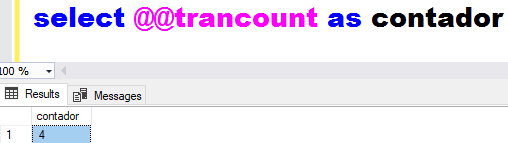 select @@trancount as contador
100 %
Results
Messages
contador
1
4